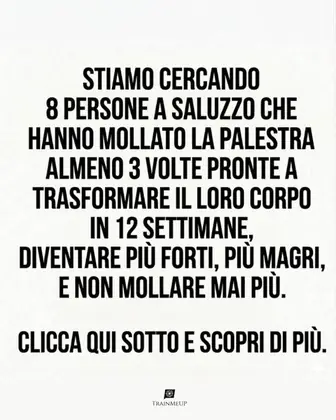 STIAMO CERCANDO
8 PERSONE A SALUZZO CHE
HANNO MOLLATO LA PALESTRA
ALMENO 3 VOLTE PRONTE A
TRASFORMARE IL LORO CORPO
IN 12 SETTIMANE,
DIVENTARE PIÙ FORTI, PIÙ MAGRI,
E NON MOLLARE MAI PIÙ.
CLICCA QUI SOTTO E SCOPRI DI PIÙ.
TRAINMEUP